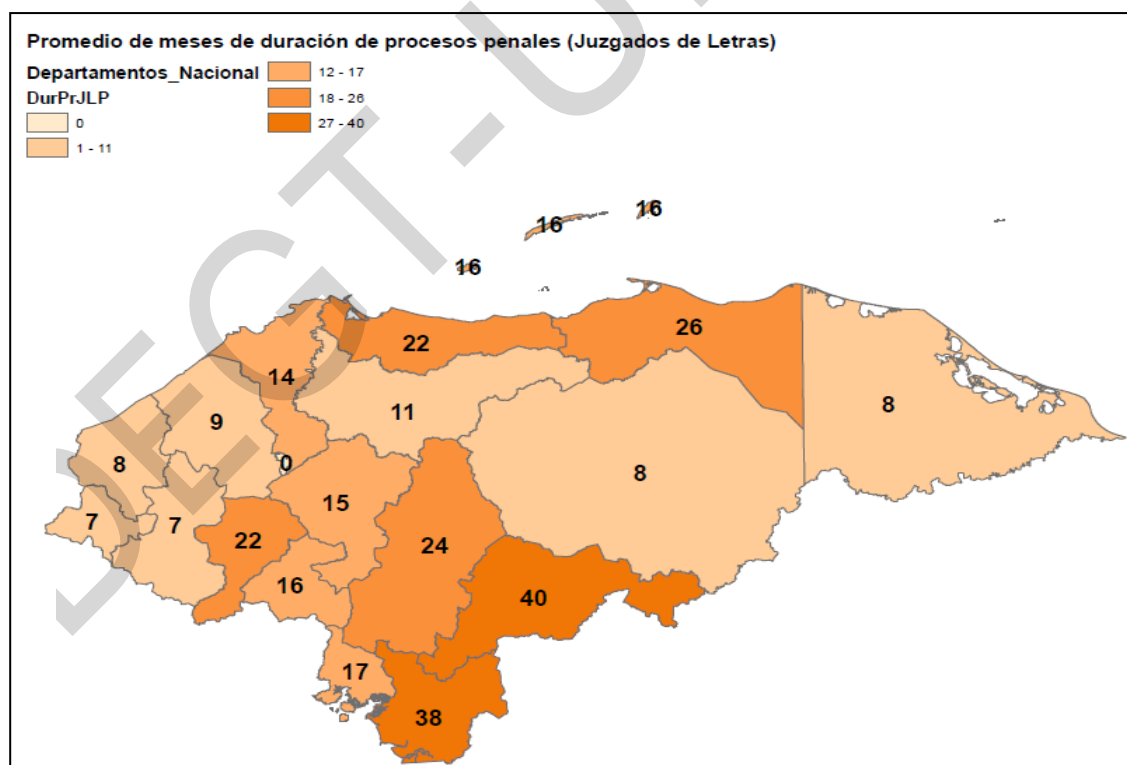 Promedio de meses de duración de procesos penales (Juzgados de Letras)
Departamentos_Nacional
DurPrJLP
0
1 - 11
12 - 17
18 - 26
27 - 40
16
16
16
22
26
14
11
8
9
8
0
8
15
7
7
22
24
16
40
17
38
DEGT-U